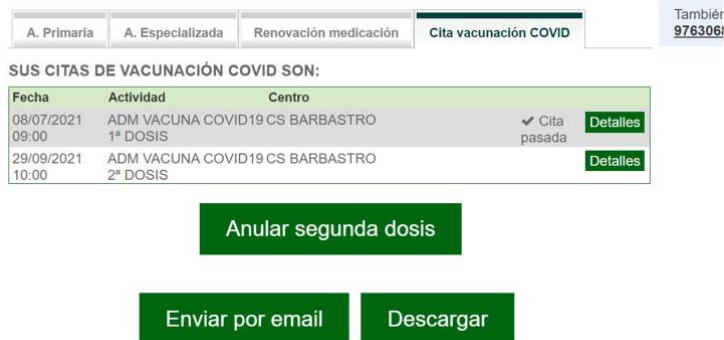 A. Primaria A. Especializada Renovación medicación Cita vacunación COVID
También
9763068
SUS CITAS DE VACUNACIÓN COVID SON:
Fecha Actividad Centro
08/07/2021 ADM VACUNA COVID19 CS BARBASTRO ✔ Cita Detalles
09:00 1ª DOSIS pasada
29/09/2021 ADM VACUNA COVID19 CS BARBASTRO Detalles
10:00 2ª DOSIS
Anular segunda dosis
Enviar por email Descargar